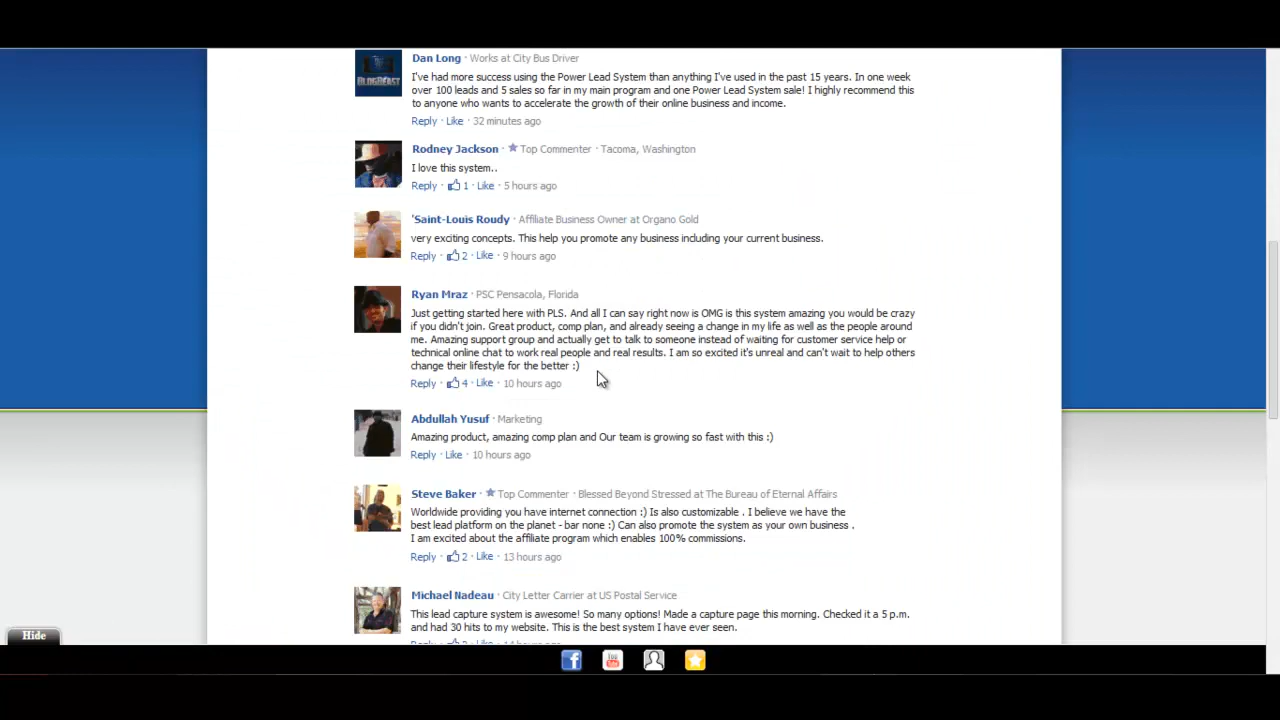 Dan Long · Works at City Bus Driver
I've had more success using the Power Lead System than anything I've used in the past 15 years. In one week
over 100 leads and 5 sales so far in my main program and one Power Lead System sale! I highly recommend this
to anyone who wants to accelerate the growth of their online business and income.
Reply · Like · 32 minutes ago
BLOGBEAST
Rodney Jackson · Top Commenter · Tacoma, Washington
I love this system..
Reply · 1 · Like · 5 hours ago
'Saint-Louis Roudy · Affiliate Business Owner at Organo Gold
very exciting concepts. This help you promote any business including your current business.
Reply · 2 · Like · 9 hours ago
Ryan Mraz · PSC Pensacola, Florida
Just getting started here with PLS. And all I can say right now is OMG is this system amazing you would be crazy
if you didn't join. Great product, comp plan, and already seeing a change in my life as well as the people around
me. Amazing support group and actually get to talk to someone instead of waiting for customer service help or
technical online chat to work real people and real results. I am so excited it's unreal and can't wait to help others
change their lifestyle for the better :)
Reply · 4 · Like · 10 hours ago
Abdullah Yusuf · Marketing
Amazing product, amazing comp plan and Our team is growing so fast with this :)
Reply · Like · 10 hours ago
Steve Baker · Top Commenter · Blessed Beyond Stressed at The Bureau of Eternal Affairs
Worldwide providing you have internet connection :) Is also customizable . I believe we have the
best lead platform on the planet - bar none :) Can also promote the system as your own business .
I am excited about the affiliate program which enables 100% commissions.
Reply · 2 · Like · 13 hours ago
Michael Nadeau · City Letter Carrier at US Postal Service
This lead capture system is awesome! So many options! Made a capture page this morning. Checked it a 5 p.m.
and had 30 hits to my website. This is the best system I have ever seen.
Hide